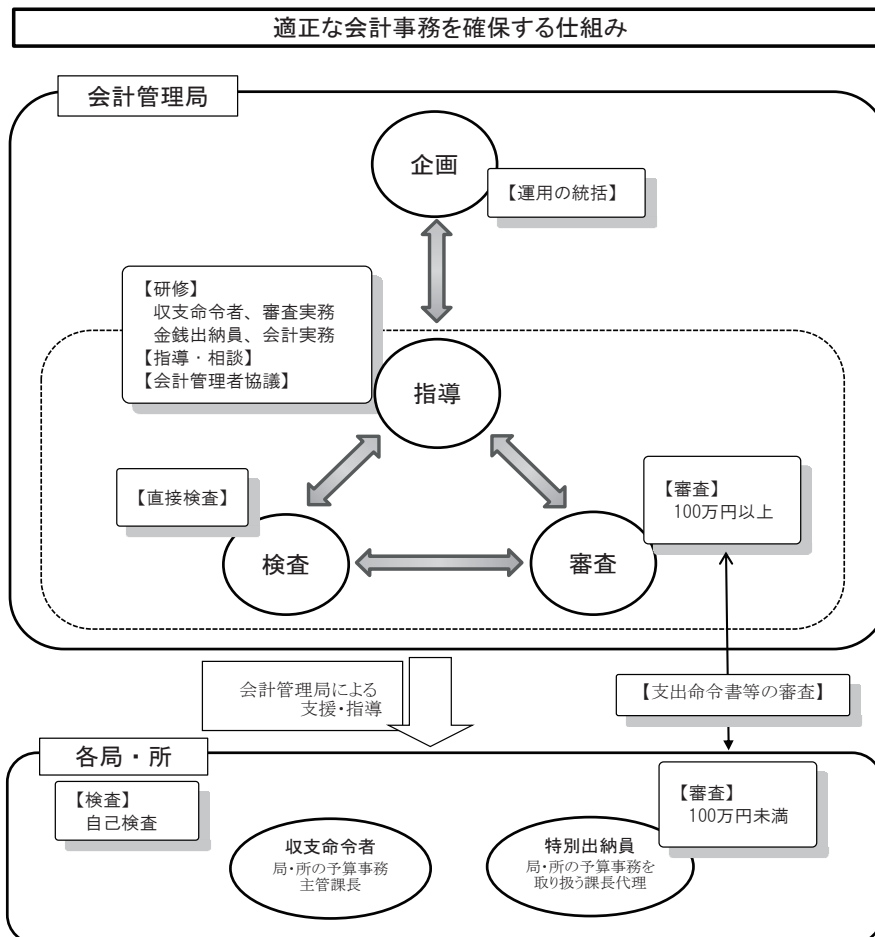 適正な会計事務を確保する仕組み
会計管理局
企画
【運用の統括】
【研修】
収支命令者、審査実務
金銭出納員、会計実務
【指導・相談】
【会計管理者協議】
指導
【直接検査】
【審査】
100万円以上
検査
審査
会計管理局による
支援・指導
【支出命令書等の審査】
各局・所
【検査】
自己検査
【審査】
100万円未満
収支命令者
局・所の予算事務
主管課長
特別出納員
局・所の予算事務を
取り扱う課長代理